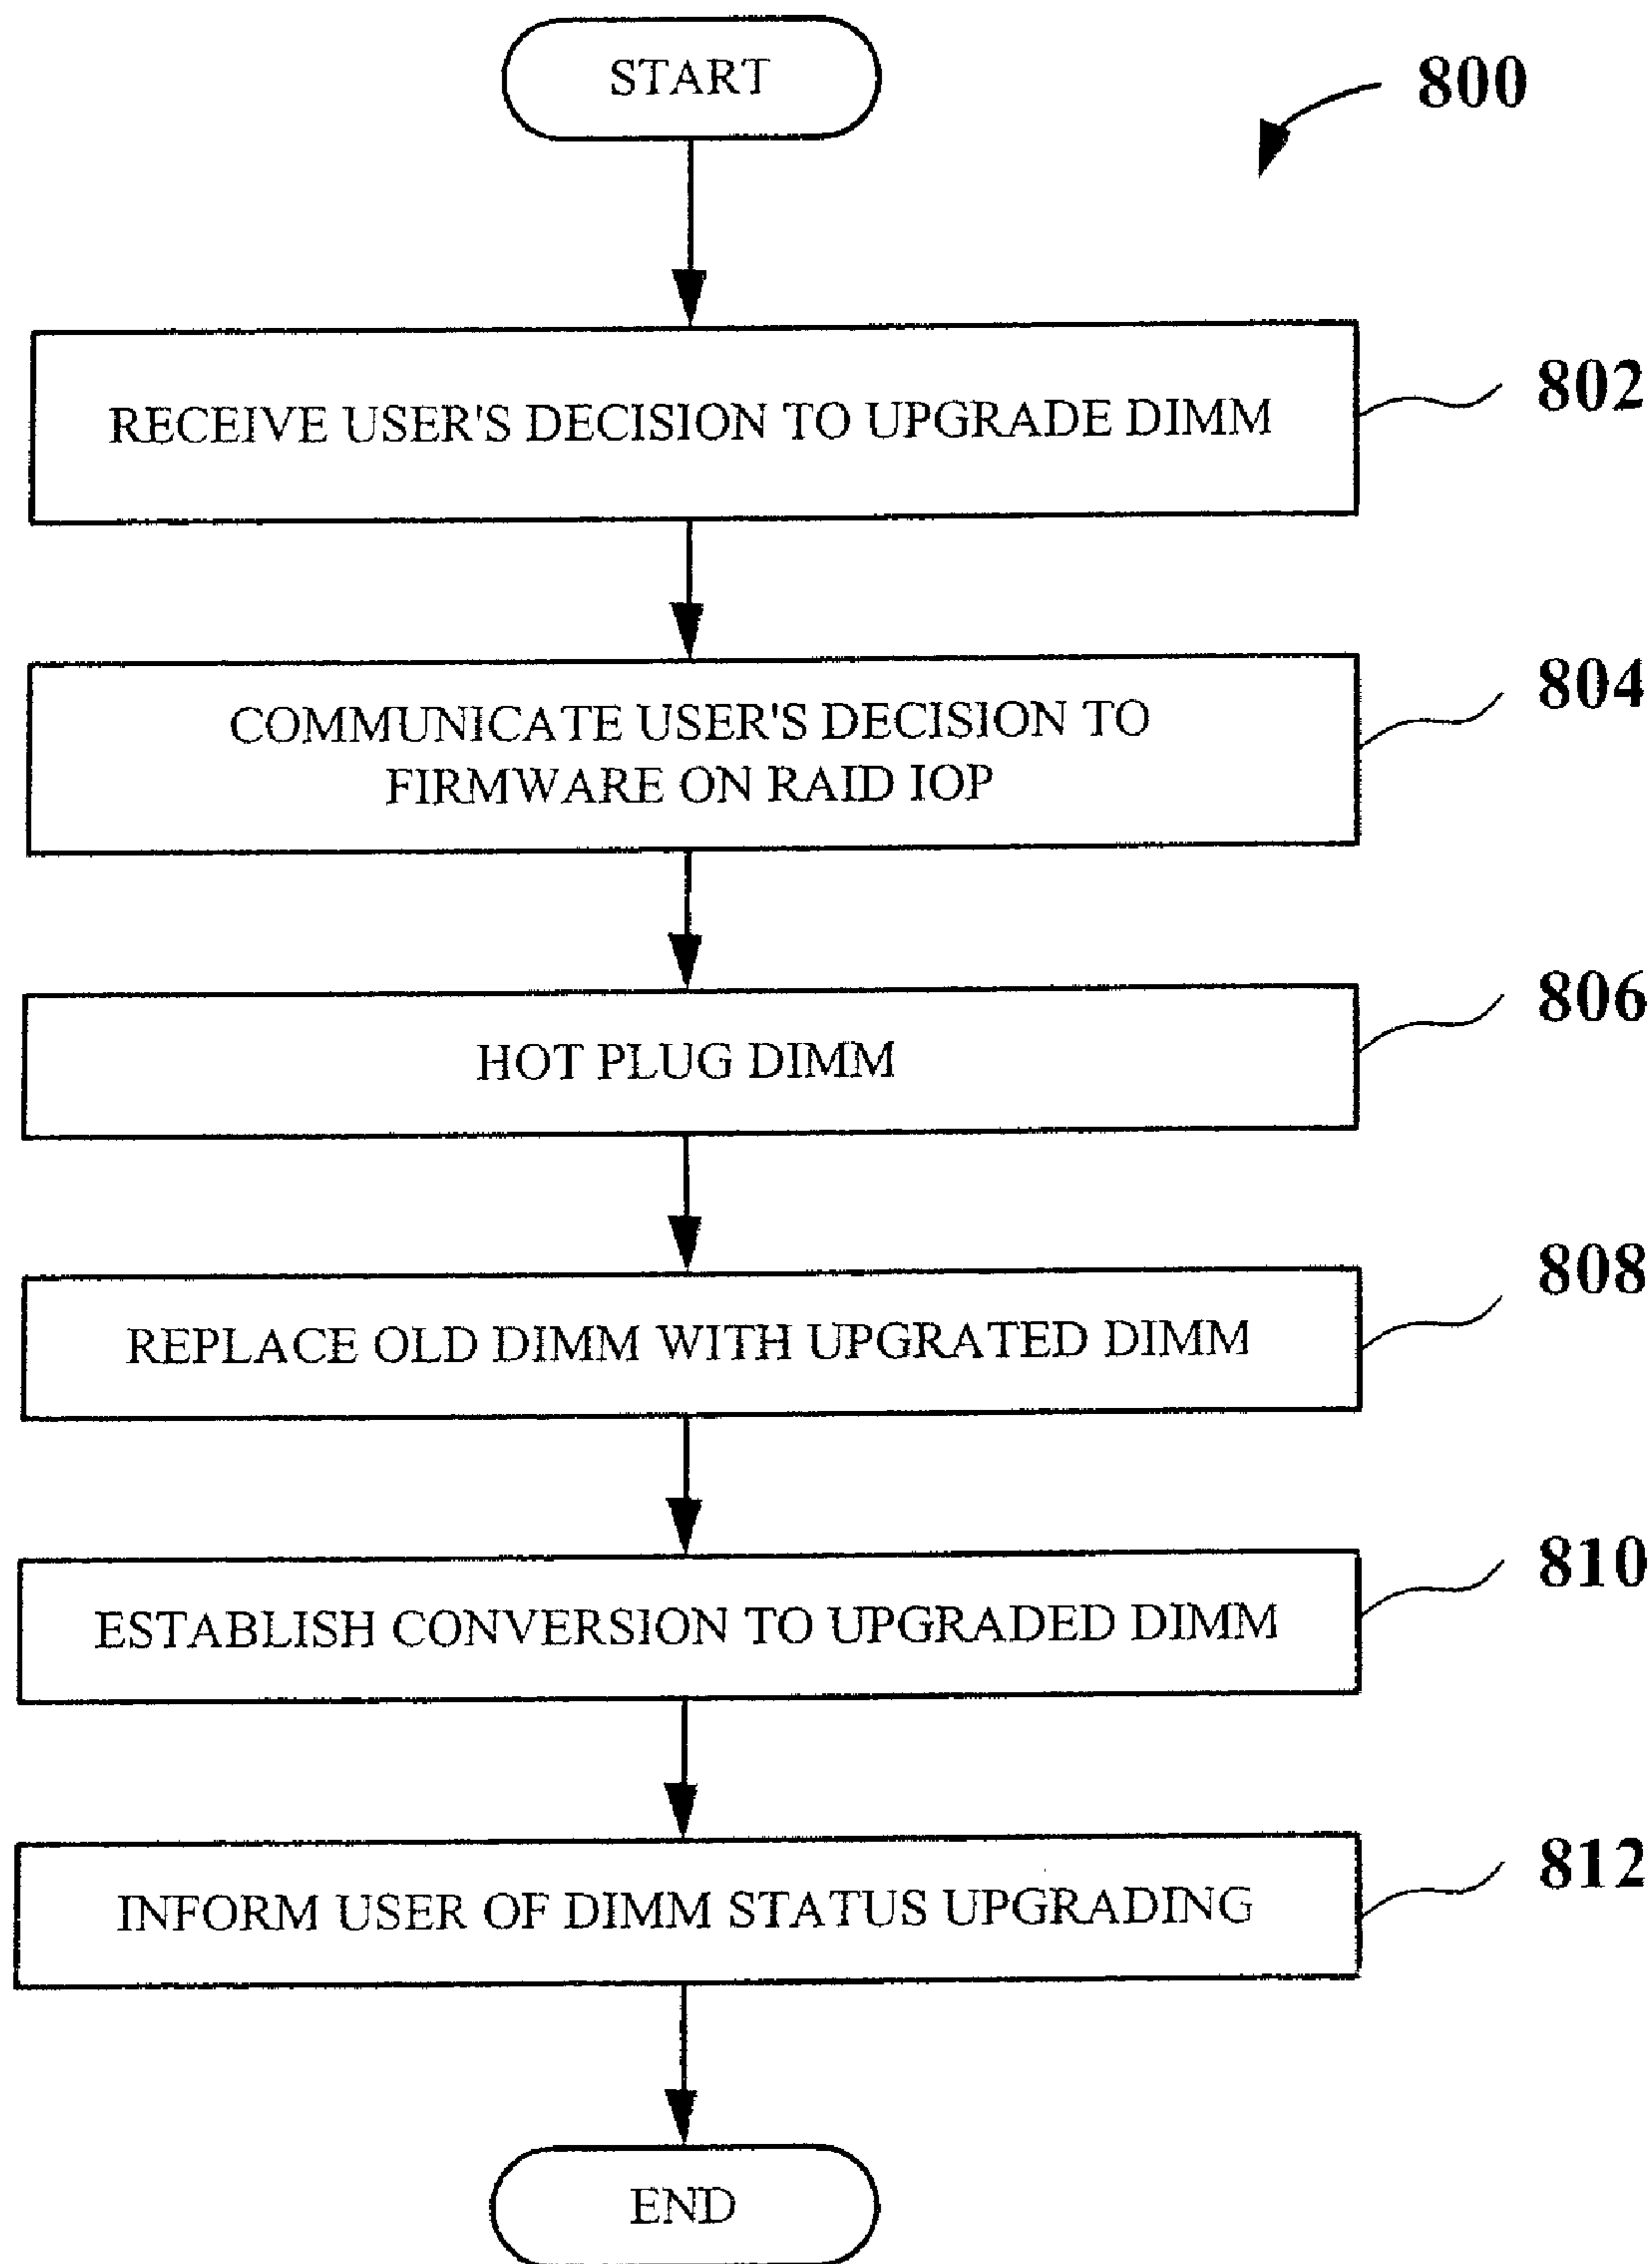 START
800
RECEIVE USER'S DECISION TO UPGRADE DIMM
802
COMMUNICATE USER'S DECISION TO
FIRMWARE ON RAID IOP
804
HOT PLUG DIMM
806
REPLACE OLD DIMM WITH UPGRATED DIMM
808
ESTABLISH CONVERSION TO UPGRADED DIMM
810
INFORM USER OF DIMM STATUS UPGRADING
812
END